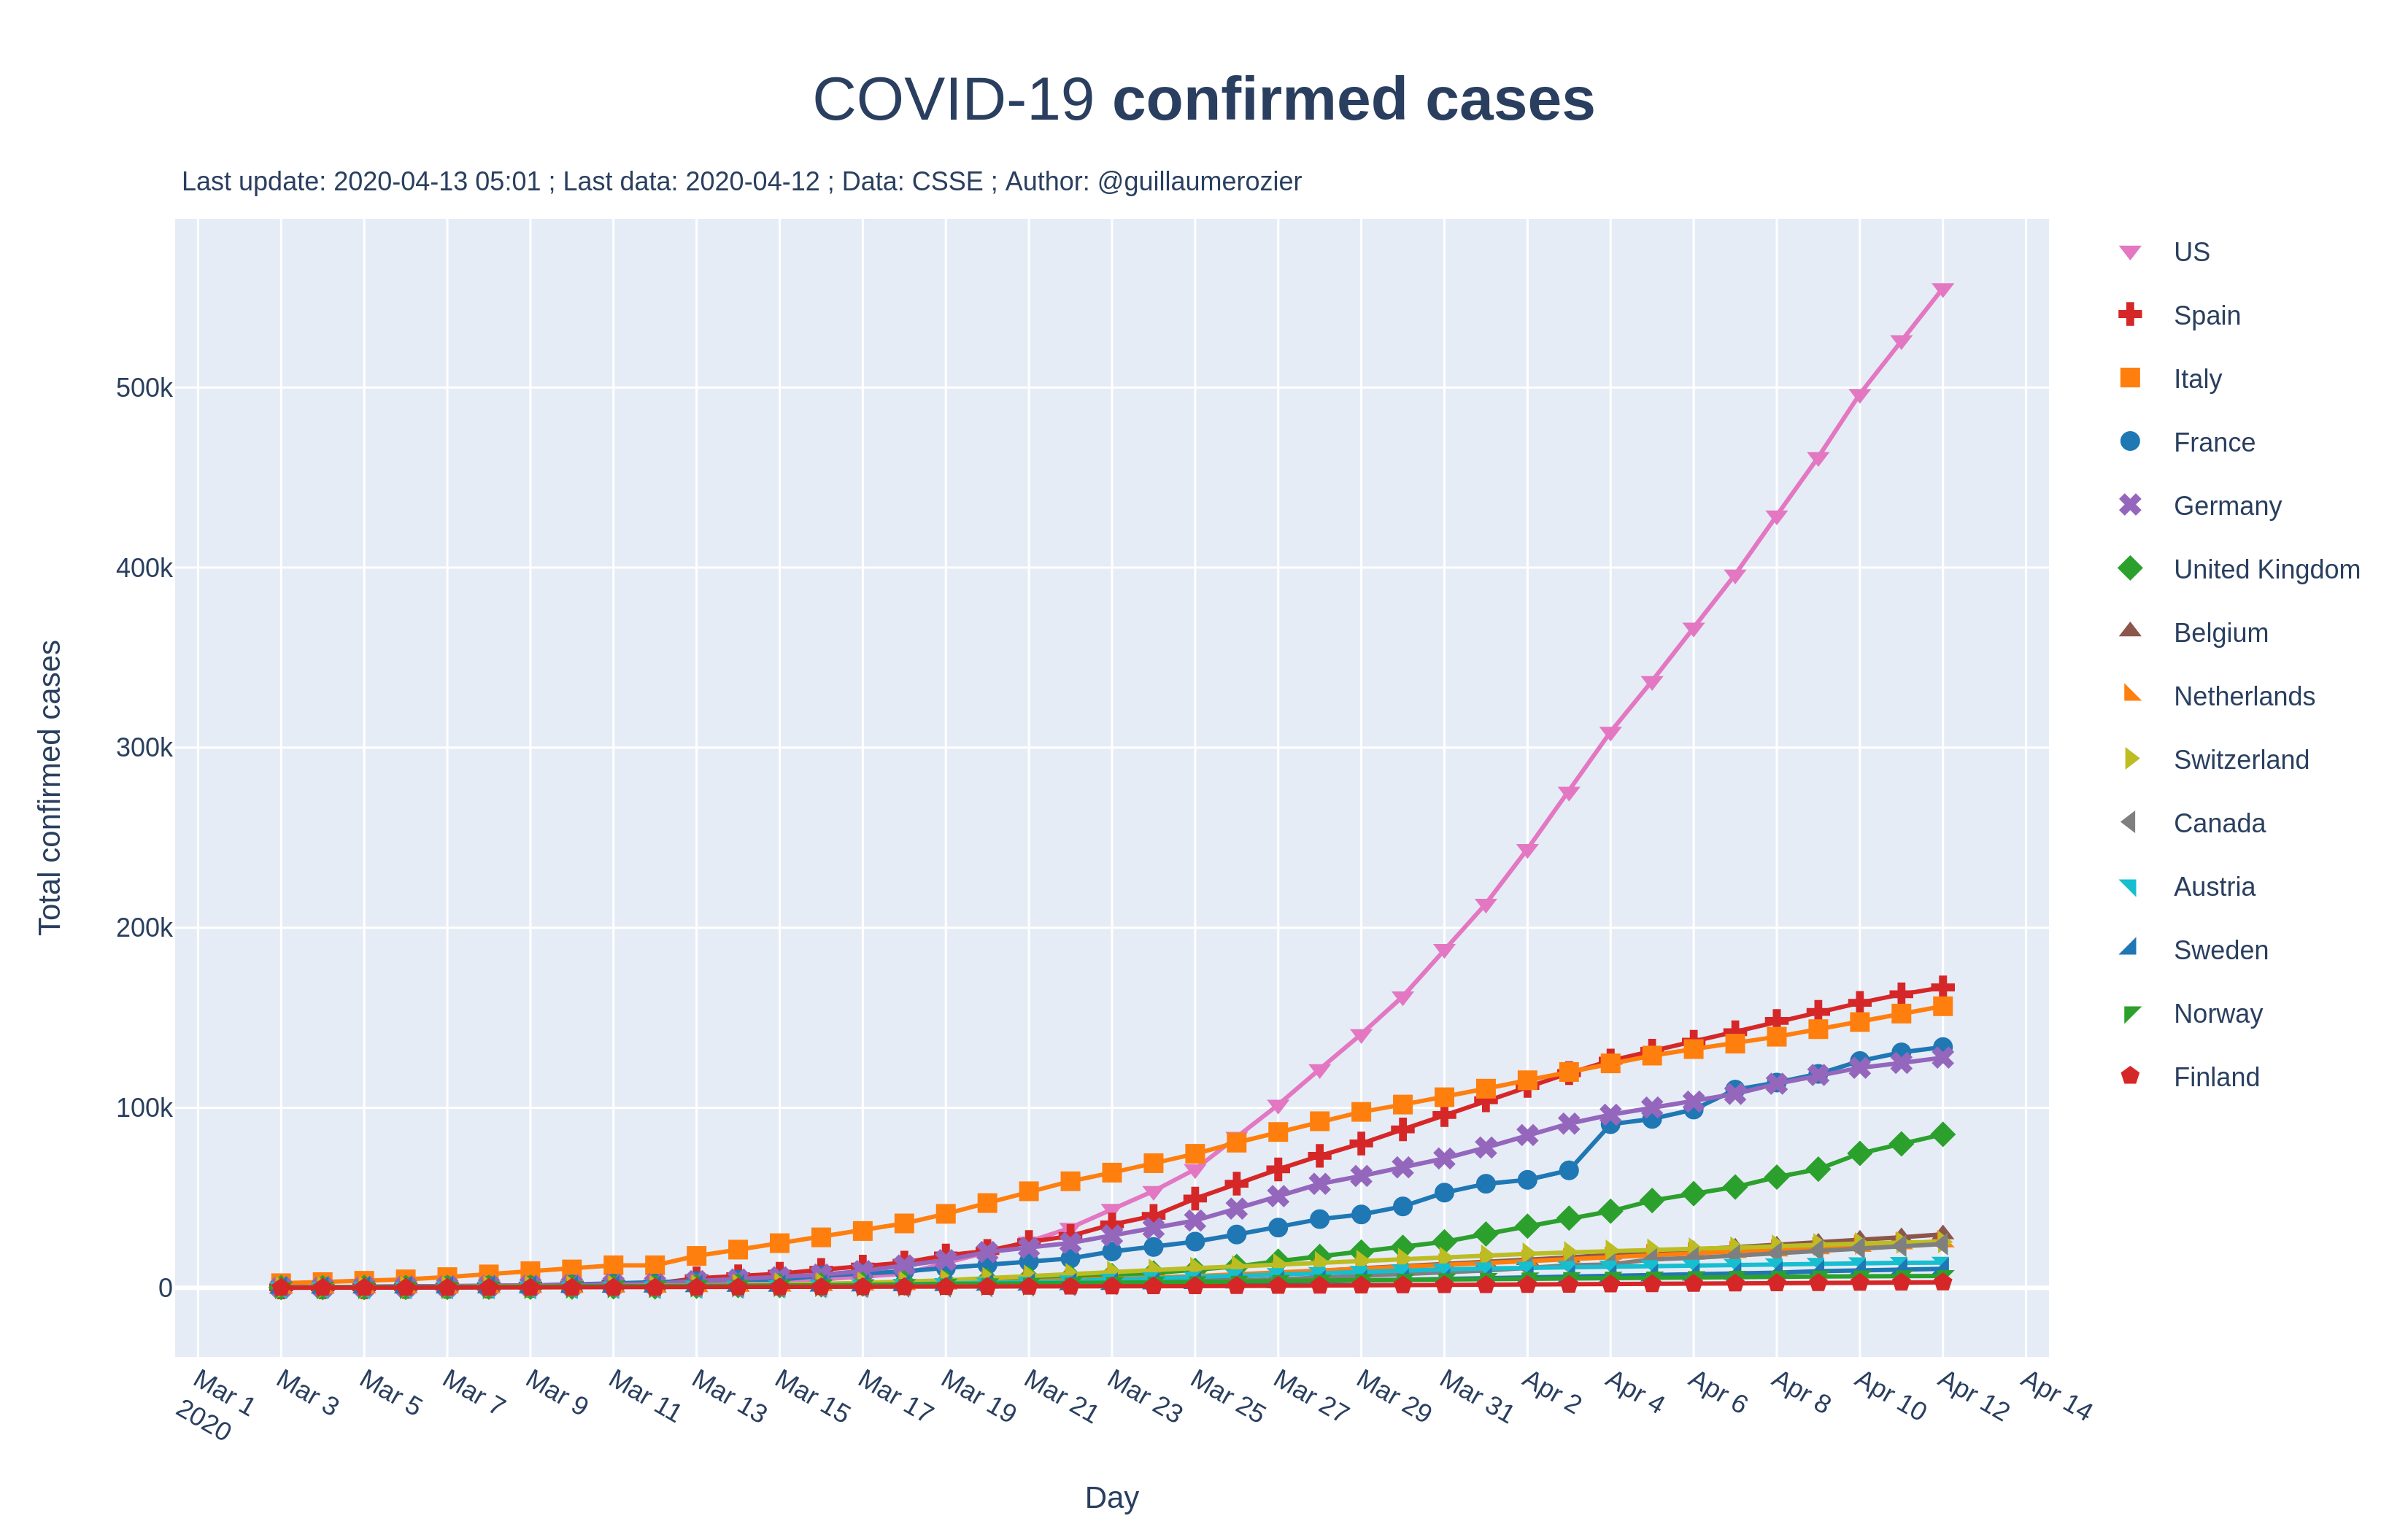 COVID-19 confirmed cases
Last update: 2020-04-13 05:01 ; Last data: 2020-04-12 ; Data: CSSE ; Author: @guillaumerozier
500k
400k
300k
200k
100k
0
Total confirmed cases
Mar 1
2020
Mar 3
Mar 5
Mar 7
Mar 9
Mar 11
Mar 13
Mar 15
Mar 17
Mar 19
Mar 21
Mar 23
Mar 25
Mar 27
Mar 29
Mar 31
Apr 2
Apr 4
Apr 6
Apr 8
Apr 10
Apr 12
Apr 14
Day
US
Spain
Italy
France
Germany
United Kingdom
Belgium
Netherlands
Switzerland
Canada
Austria
Sweden
Norway
Finland